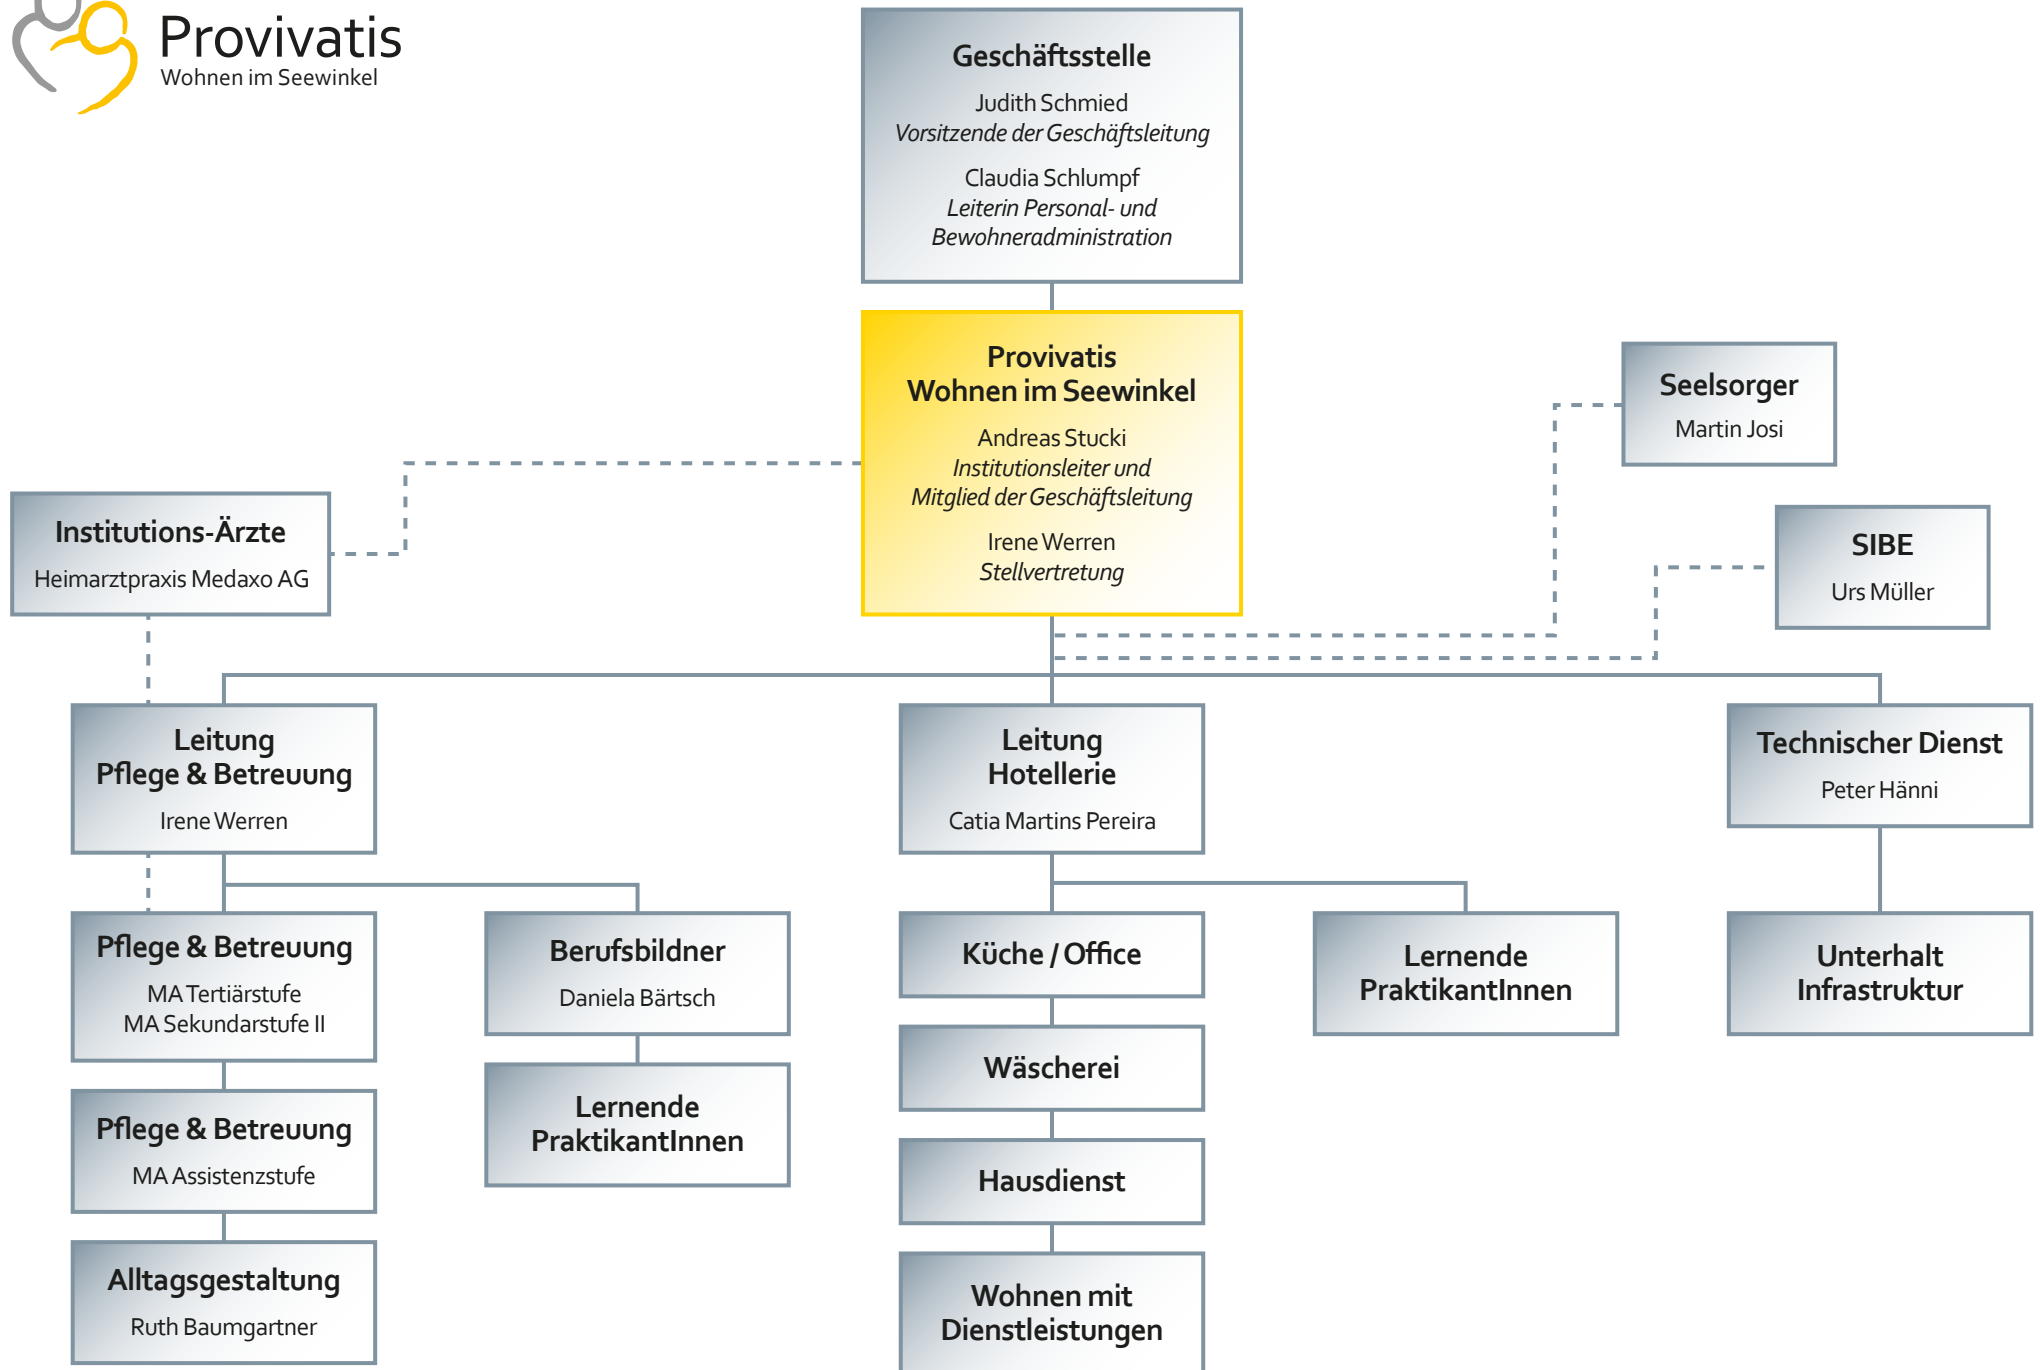 Provivatis
Wohnen im Seewinkel
Geschäftsstelle
Judith Schmied
Vorsitzende der Geschäftsleitung
Claudia Schlumpf
Leiterin Personal- und
Bewohneradministration
Provivatis
Wohnen im Seewinkel
Andreas Stucki
Institutionsleiter und
Mitglied der Geschäftsleitung
Irene Werren
Stellvertretung
Seelsorger
Martin Josi
Institutions-Ärzte
Heimarztpraxis Medaxo AG
SIBE
Urs Müller
Leitung
Pflege & Betreuung
Irene Werren
Leitung
Hotellerie
Catia Martins Pereira
Technischer Dienst
Peter Hänni
Pflege & Betreuung
MA Tertiärstufe
MA Sekundarstufe II
Berufsbildner
Daniela Bärtsch
Küche / Office
Lernende
PraktikantInnen
Unterhalt
Infrastruktur
Wäscherei
Pflege & Betreuung
MA Assistenzstufe
Lernende
PraktikantInnen
Hausdienst
Alltagsgestaltung
Ruth Baumgartner
Wohnen mit
Dienstleistungen